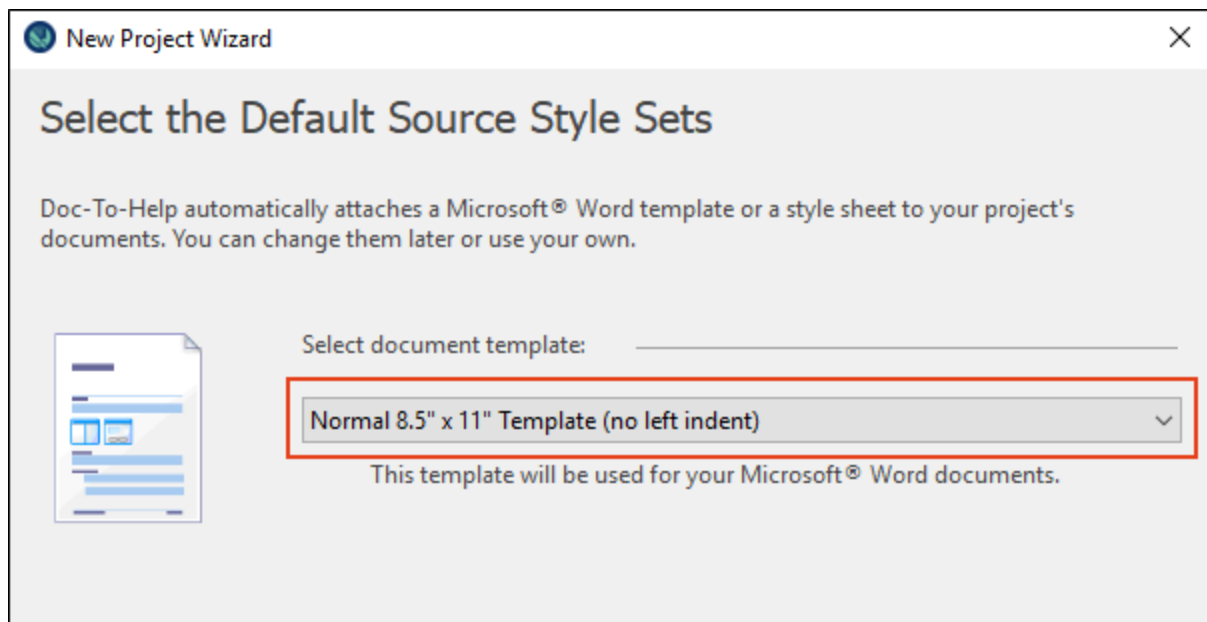 New Project Wizard
Select the Default Source Style Sets
Doc-To-Help automatically attaches a Microsoft® Word template or a style sheet to your project's
documents. You can change them later or use your own.
Select document template:
Normal 8.5" x 11" Template (no left indent)
This template will be used for your Microsoft® Word documents.